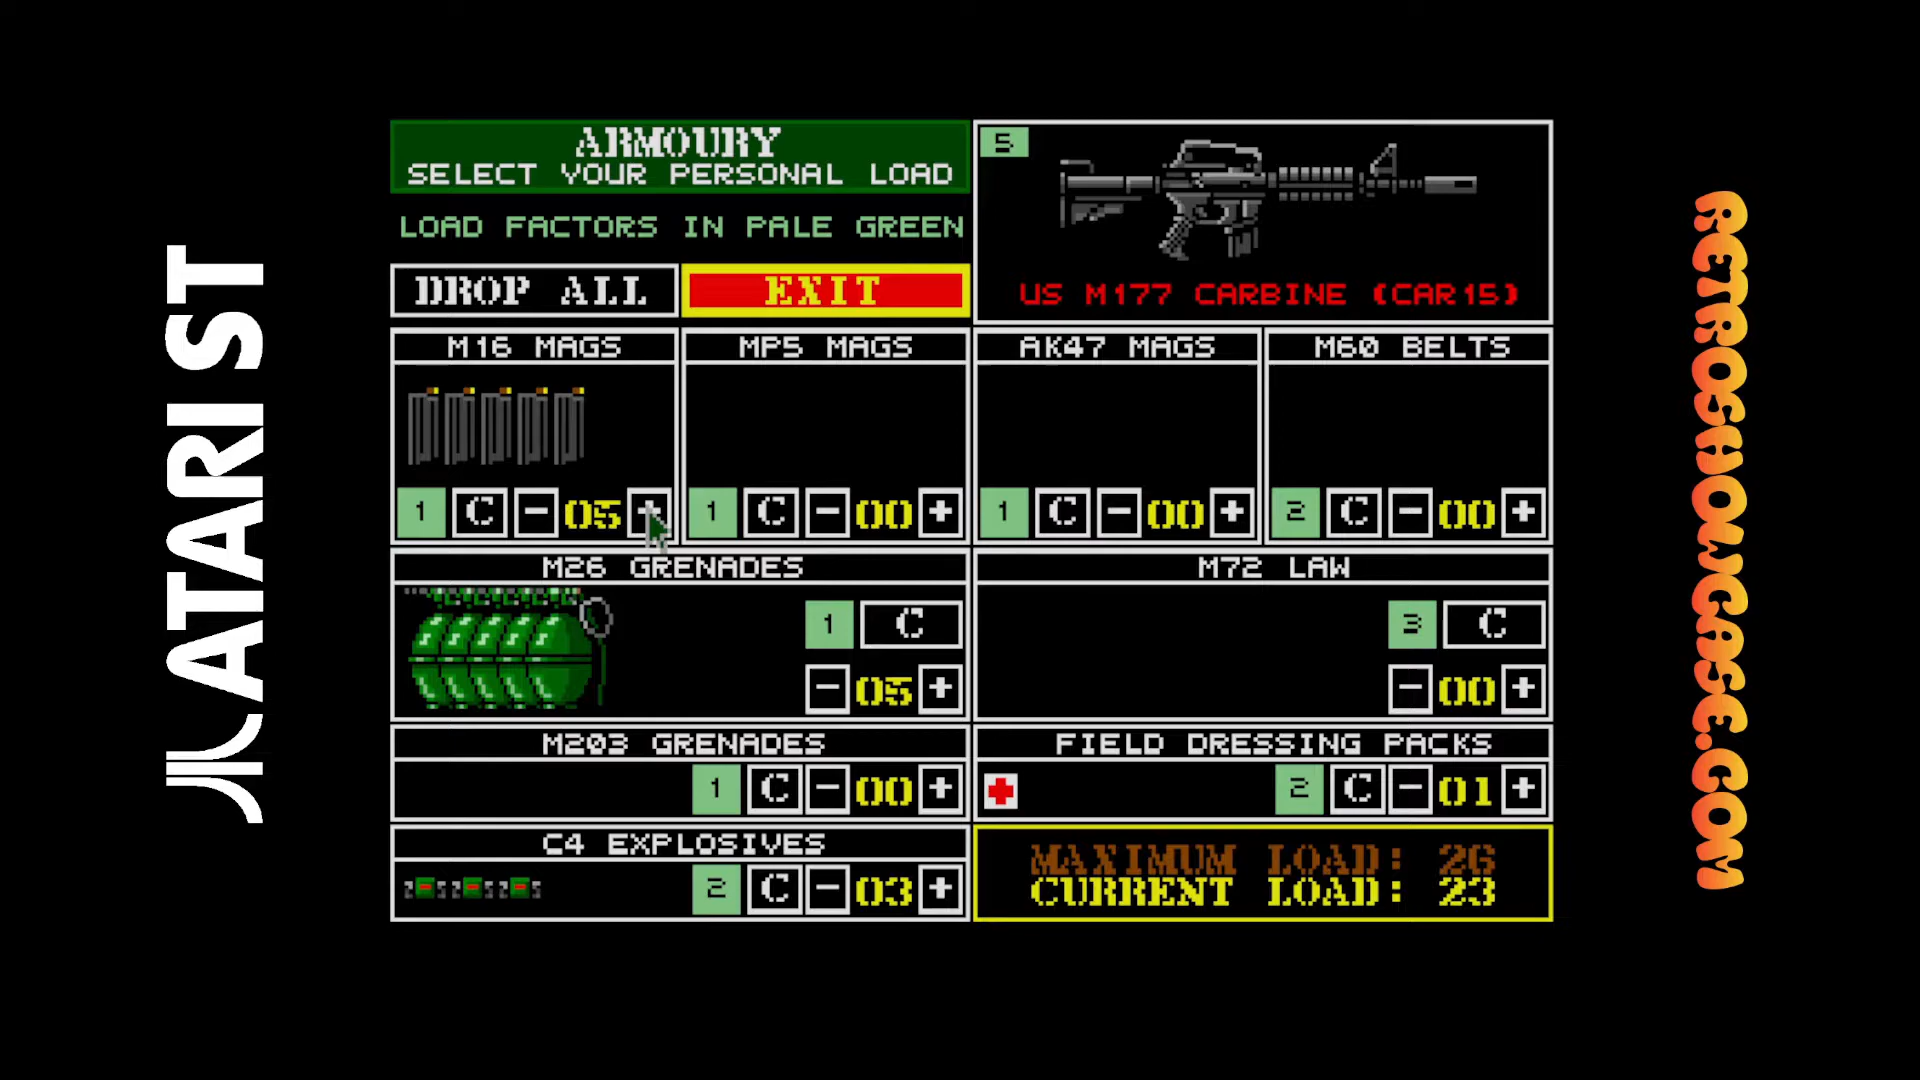 ATARI ST
ARMOURY
SELECT YOUR PERSONAL LOAD
LOAD FACTORS IN PALE GREEN
DROP ALL
EXIT
5
US M177 CARBINE (CAR15)
M16 MAGS
1 C - 05 +
MP5 MAGS
1 C - 00 +
AK47 MAGS
1 C - 00 +
M60 BELTS
2 C - 00 +
M26 GRENADES
1 C
- 05 +
M72 LAW
3 C
- 00 +
M203 GRENADES
1 C - 00 +
FIELD DRESSING PACKS
2 C - 01 +
C4 EXPLOSIVES
2 C - 03 +
MAXIMUM LOAD: 26
CURRENT LOAD: 23
RETROSHOWCASE.COM